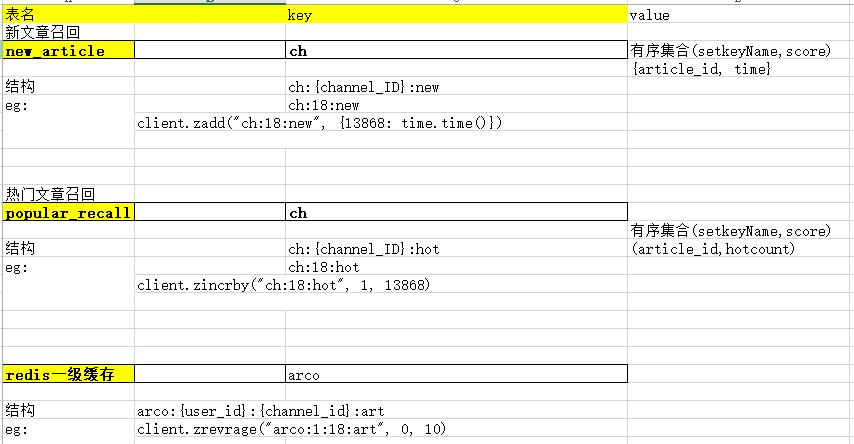 表名 key value
新文章召回
new_article ch 有序集合(setkeyName,score)
{article_id, time}
结构 ch:{channel_ID}:new
eg: ch:18:new
client.zadd("ch:18:new", {13868: time.time()})
热门文章召回
popular_recall ch
有序集合(setkeyName,score)
结构 ch:{channel_ID}:hot (article_id,hotcount)
eg: ch:18:hot
client.zincrby("ch:18:hot", 1, 13868)
redis一级缓存 arco
结构 arco:{user_id}:{channel_id}:art
eg: client.zrevrage("arco:1:18:art", 0, 10)